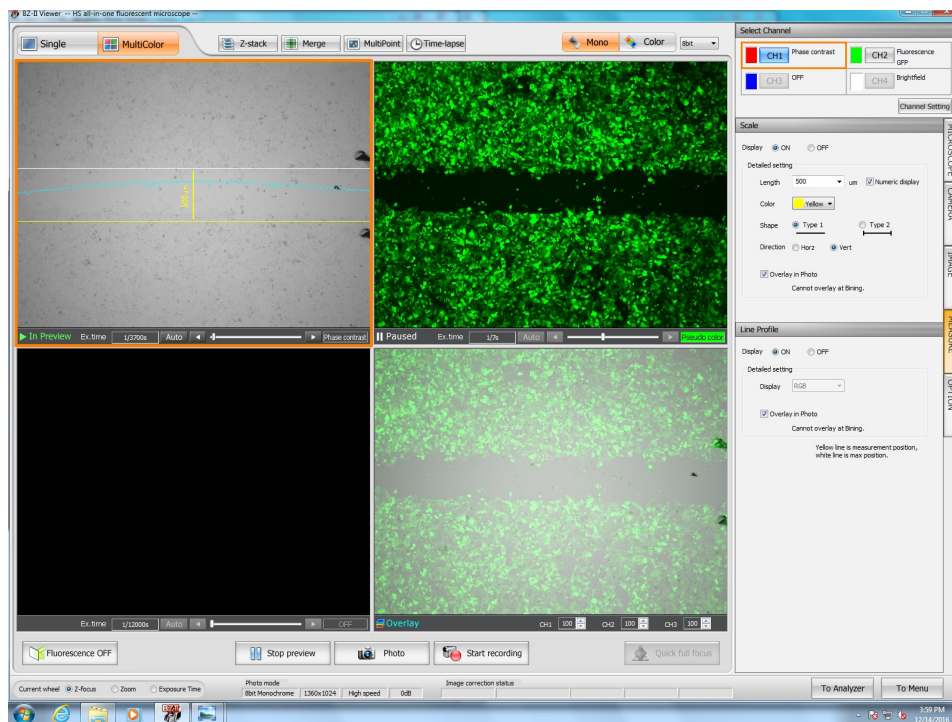 BZ-II Viewer -- HS all-in-one fluorescent microscope --
Single
MultiColor
Z-stack
Merge
MultiPoint
Time-lapse
Mono
Color
8bit
500um
In Preview Ex.time 1/3700s Auto Phase contrast
Paused Ex.time 1/7s Auto Pseudo color
Ex.time 1/12000s Auto OFF
Overlay CH1 100 CH2 100 CH3 100
Fluorescence OFF
Stop preview
Photo
Start recording
Quick full focus
Current wheel Z-focus Zoom Exposure Time
Photo mode
8bit Monochrome 1360x1024 High speed 0dB
Image correction status
Select Channel
CH1 Phase contrast
CH2 Fluorescence
GFP
CH3 OFF
CH4 Brightfield
Channel Setting
Scale
Display ON OFF
Detailed setting
Length 500 um Numeric display
Color Yellow
Shape Type 1 Type 2
Direction Horz Vert
Overlay in Photo
Cannot overlay at Bining.
Line Profile
Display ON OFF
Detailed setting
Display RGB
Overlay in Photo
Cannot overlay at Bining.
Yellow line is measurement position,
white line is max position.
MICROSCOPE
CAMERA
IMAGE
MEASURE
OPTION
To Analyzer
To Menu
3:59 PM